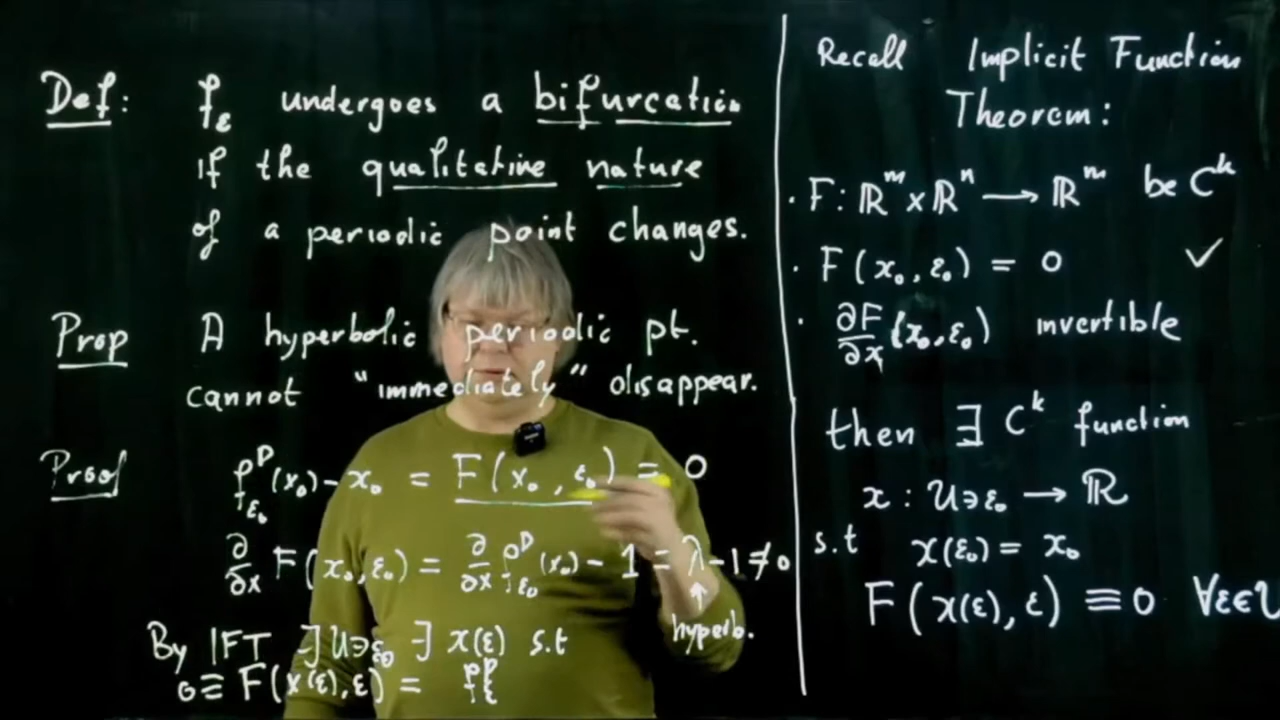 Def: f_ε undergoes a bifurcation
if the qualitative nature
of a periodic point changes.
Prop A hyperbolic periodic pt.
cannot "immediately" disappear.
Proof f^p_{ε₀}(x₀) - x₀ = F(x₀, ε₀) = 0
∂/∂x F(x₀, ε₀) = ∂/∂x f^p_{ε₀}(x₀) - 1 = λ - 1 ≠ 0
↑
hyperb.
By IFT ∃ U∋ε₀ ∃ x(ε) s.t
0 ≡ F(x(ε), ε) = f^p_ε
Recall Implicit Function
Theorem:
· F: ℝ^m × ℝ^n → ℝ^m be C^k
· F(x₀, ε₀) = 0 ✓
· ∂F/∂x (x₀, ε₀) invertible
then ∃ C^k function
x : U∋ε₀ → ℝ
s.t x(ε₀) = x₀
F(x(ε), ε) ≡ 0 ∀ε∈U